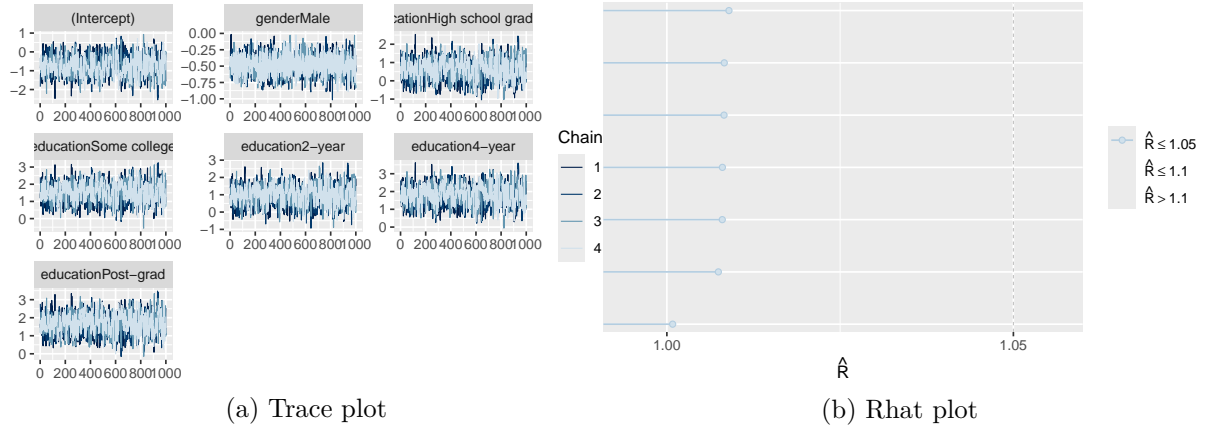 (Intercept)
genderMale
cationHigh school grad
1
0
−1
−2
0.00
−0.25
−0.50
−0.75
−1.00
2
1
0
−1
0 200 400 600 800 1000
0 200 400 600 800 1000
0 200 400 600 800 1000
educationSome college
education2−year
education4−year
3
2
1
0
3
2
1
0
−1
3
2
1
0
0 200 400 600 800 1000
0 200 400 600 800 1000
0 200 400 600 800 1000
educationPost−grad
3
2
1
0
0 200 400 600 800 1000
Chain
1
2
3
4
(a) Trace plot
1.00
1.05
R̂
R̂ ≤ 1.05
R̂ ≤ 1.1
R̂ > 1.1
(b) Rhat plot